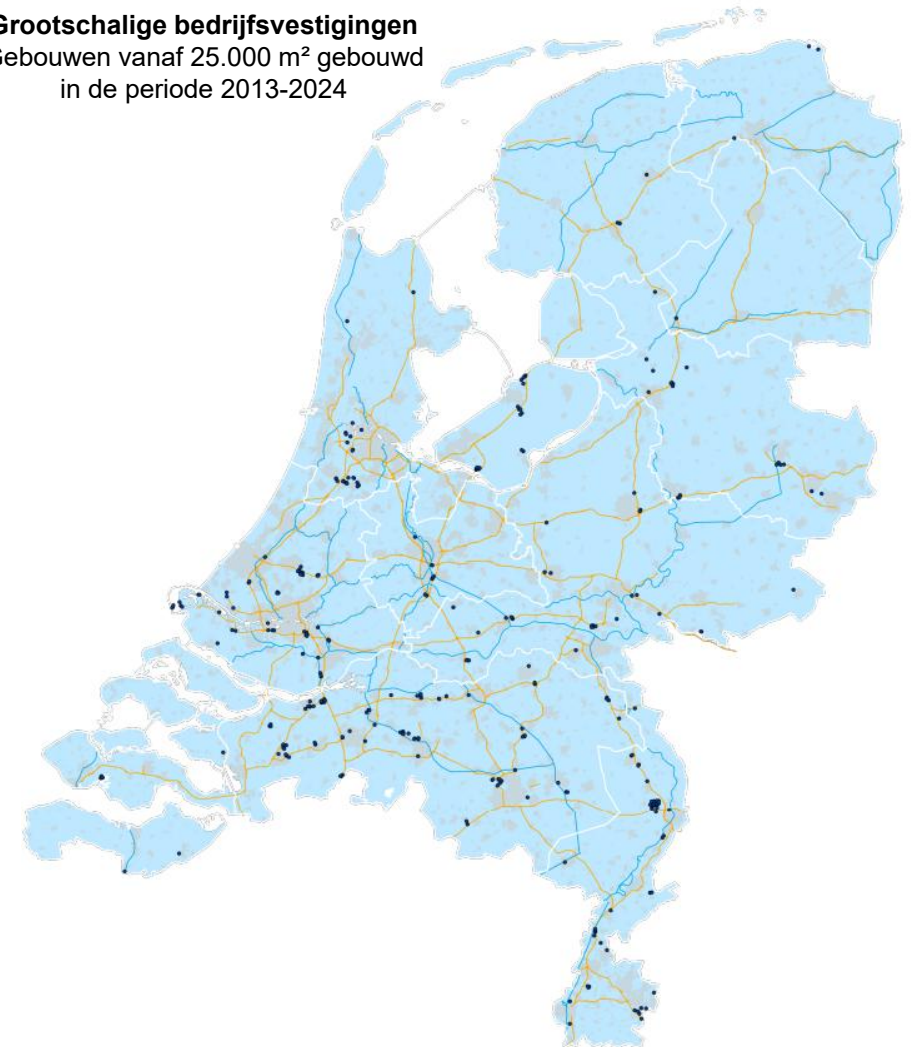 Grootschalige bedrijfsvestigingen
Gebouwen vanaf 25.000 m² gebouwd
in de periode 2013-2024